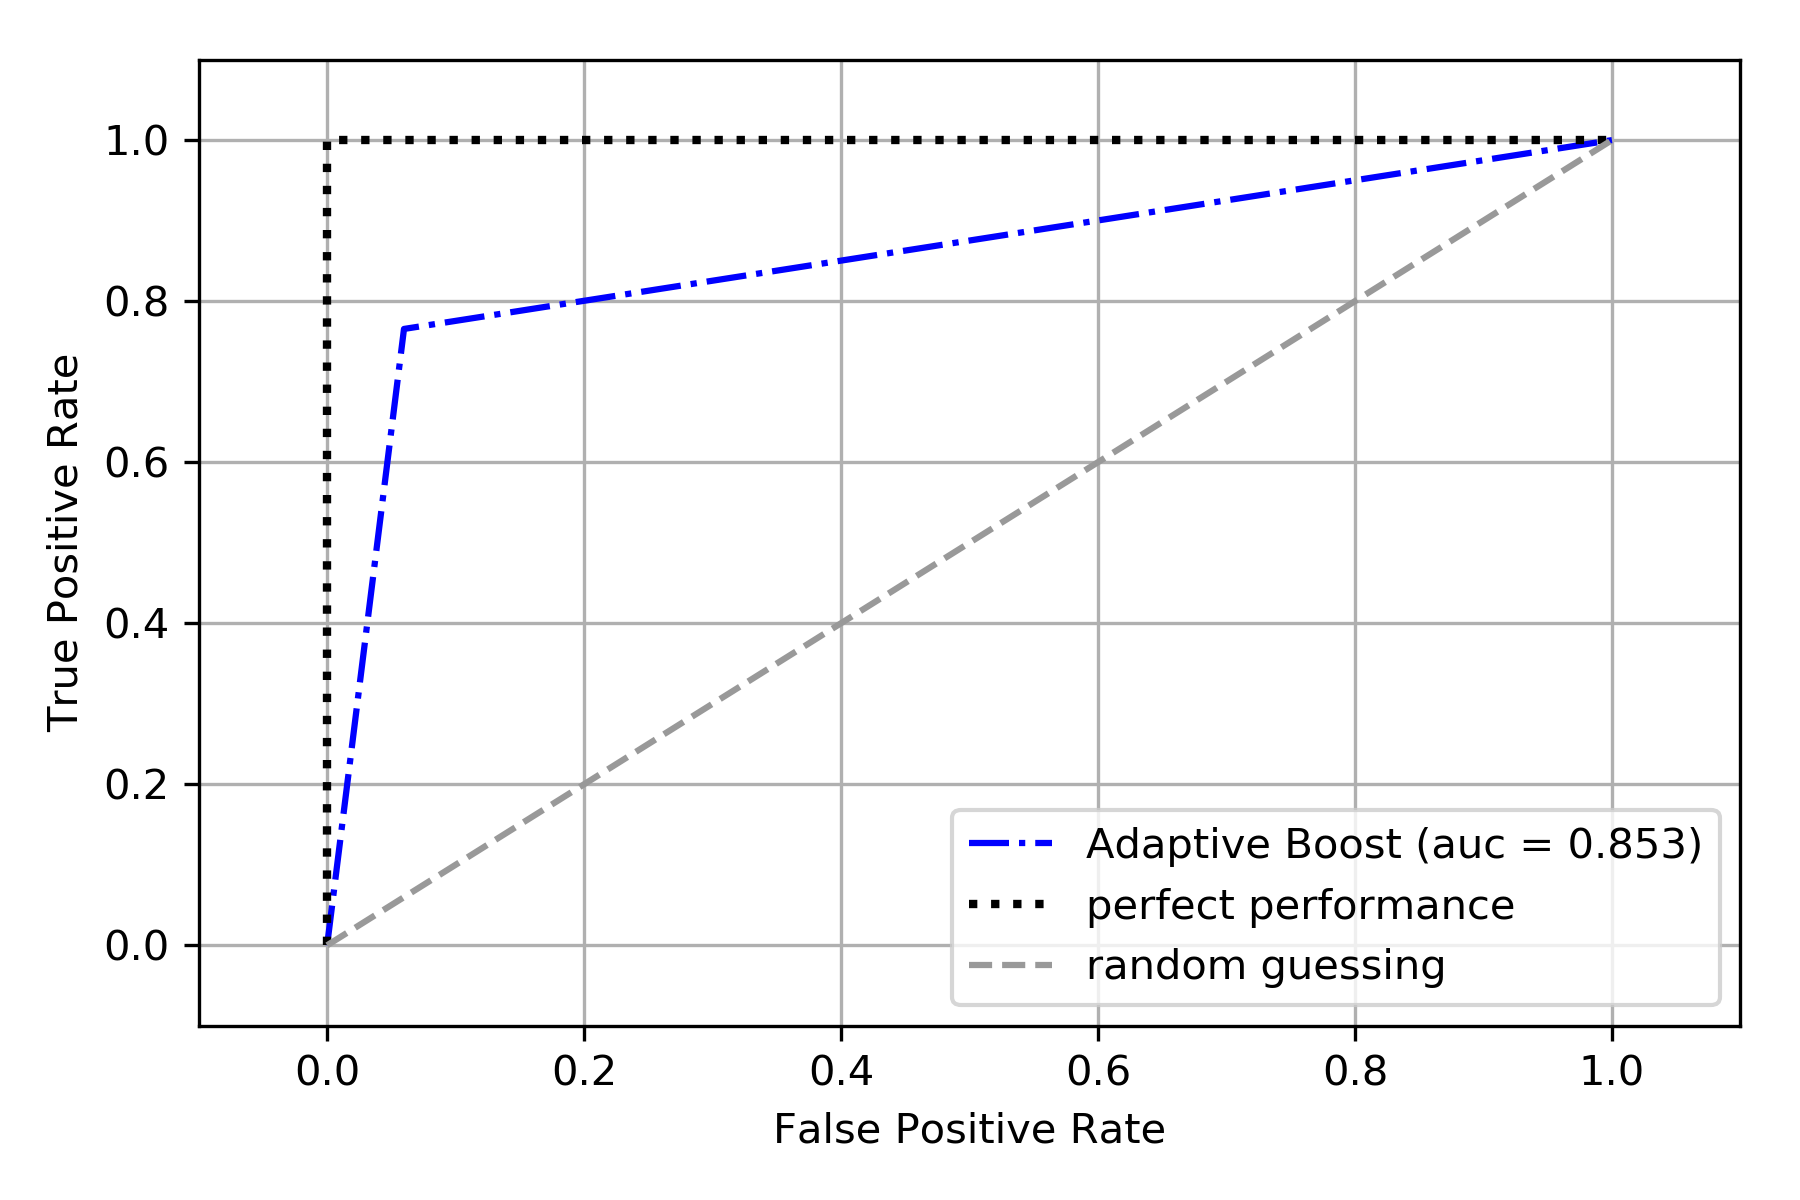 1.0
0.8
0.6
0.4
0.2
0.0
True Positive Rate
Adaptive Boost (auc = 0.853)
perfect performance
random guessing
0.0 0.2 0.4 0.6 0.8 1.0
False Positive Rate